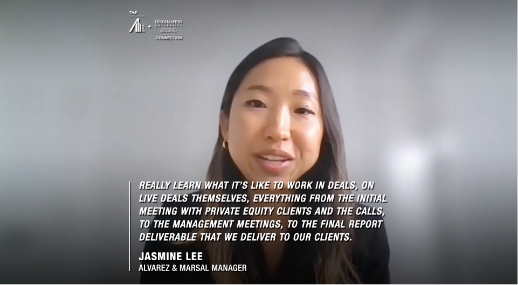 THE
REALLY LEARN WHAT IT'S LIKE TO WORK IN DEALS, ON
LIVE DEALS THEMSELVES, EVERYTHING FROM THE INITIAL
MEETING WITH PRIVATE EQUITY CLIENTS AND THE CALLS,
TO THE MANAGEMENT MEETINGS, TO THE FINAL REPORT
DELIVERABLE THAT WE DELIVER TO OUR CLIENTS.
JASMINE LEE
ALVAREZ & MARSAL MANAGER